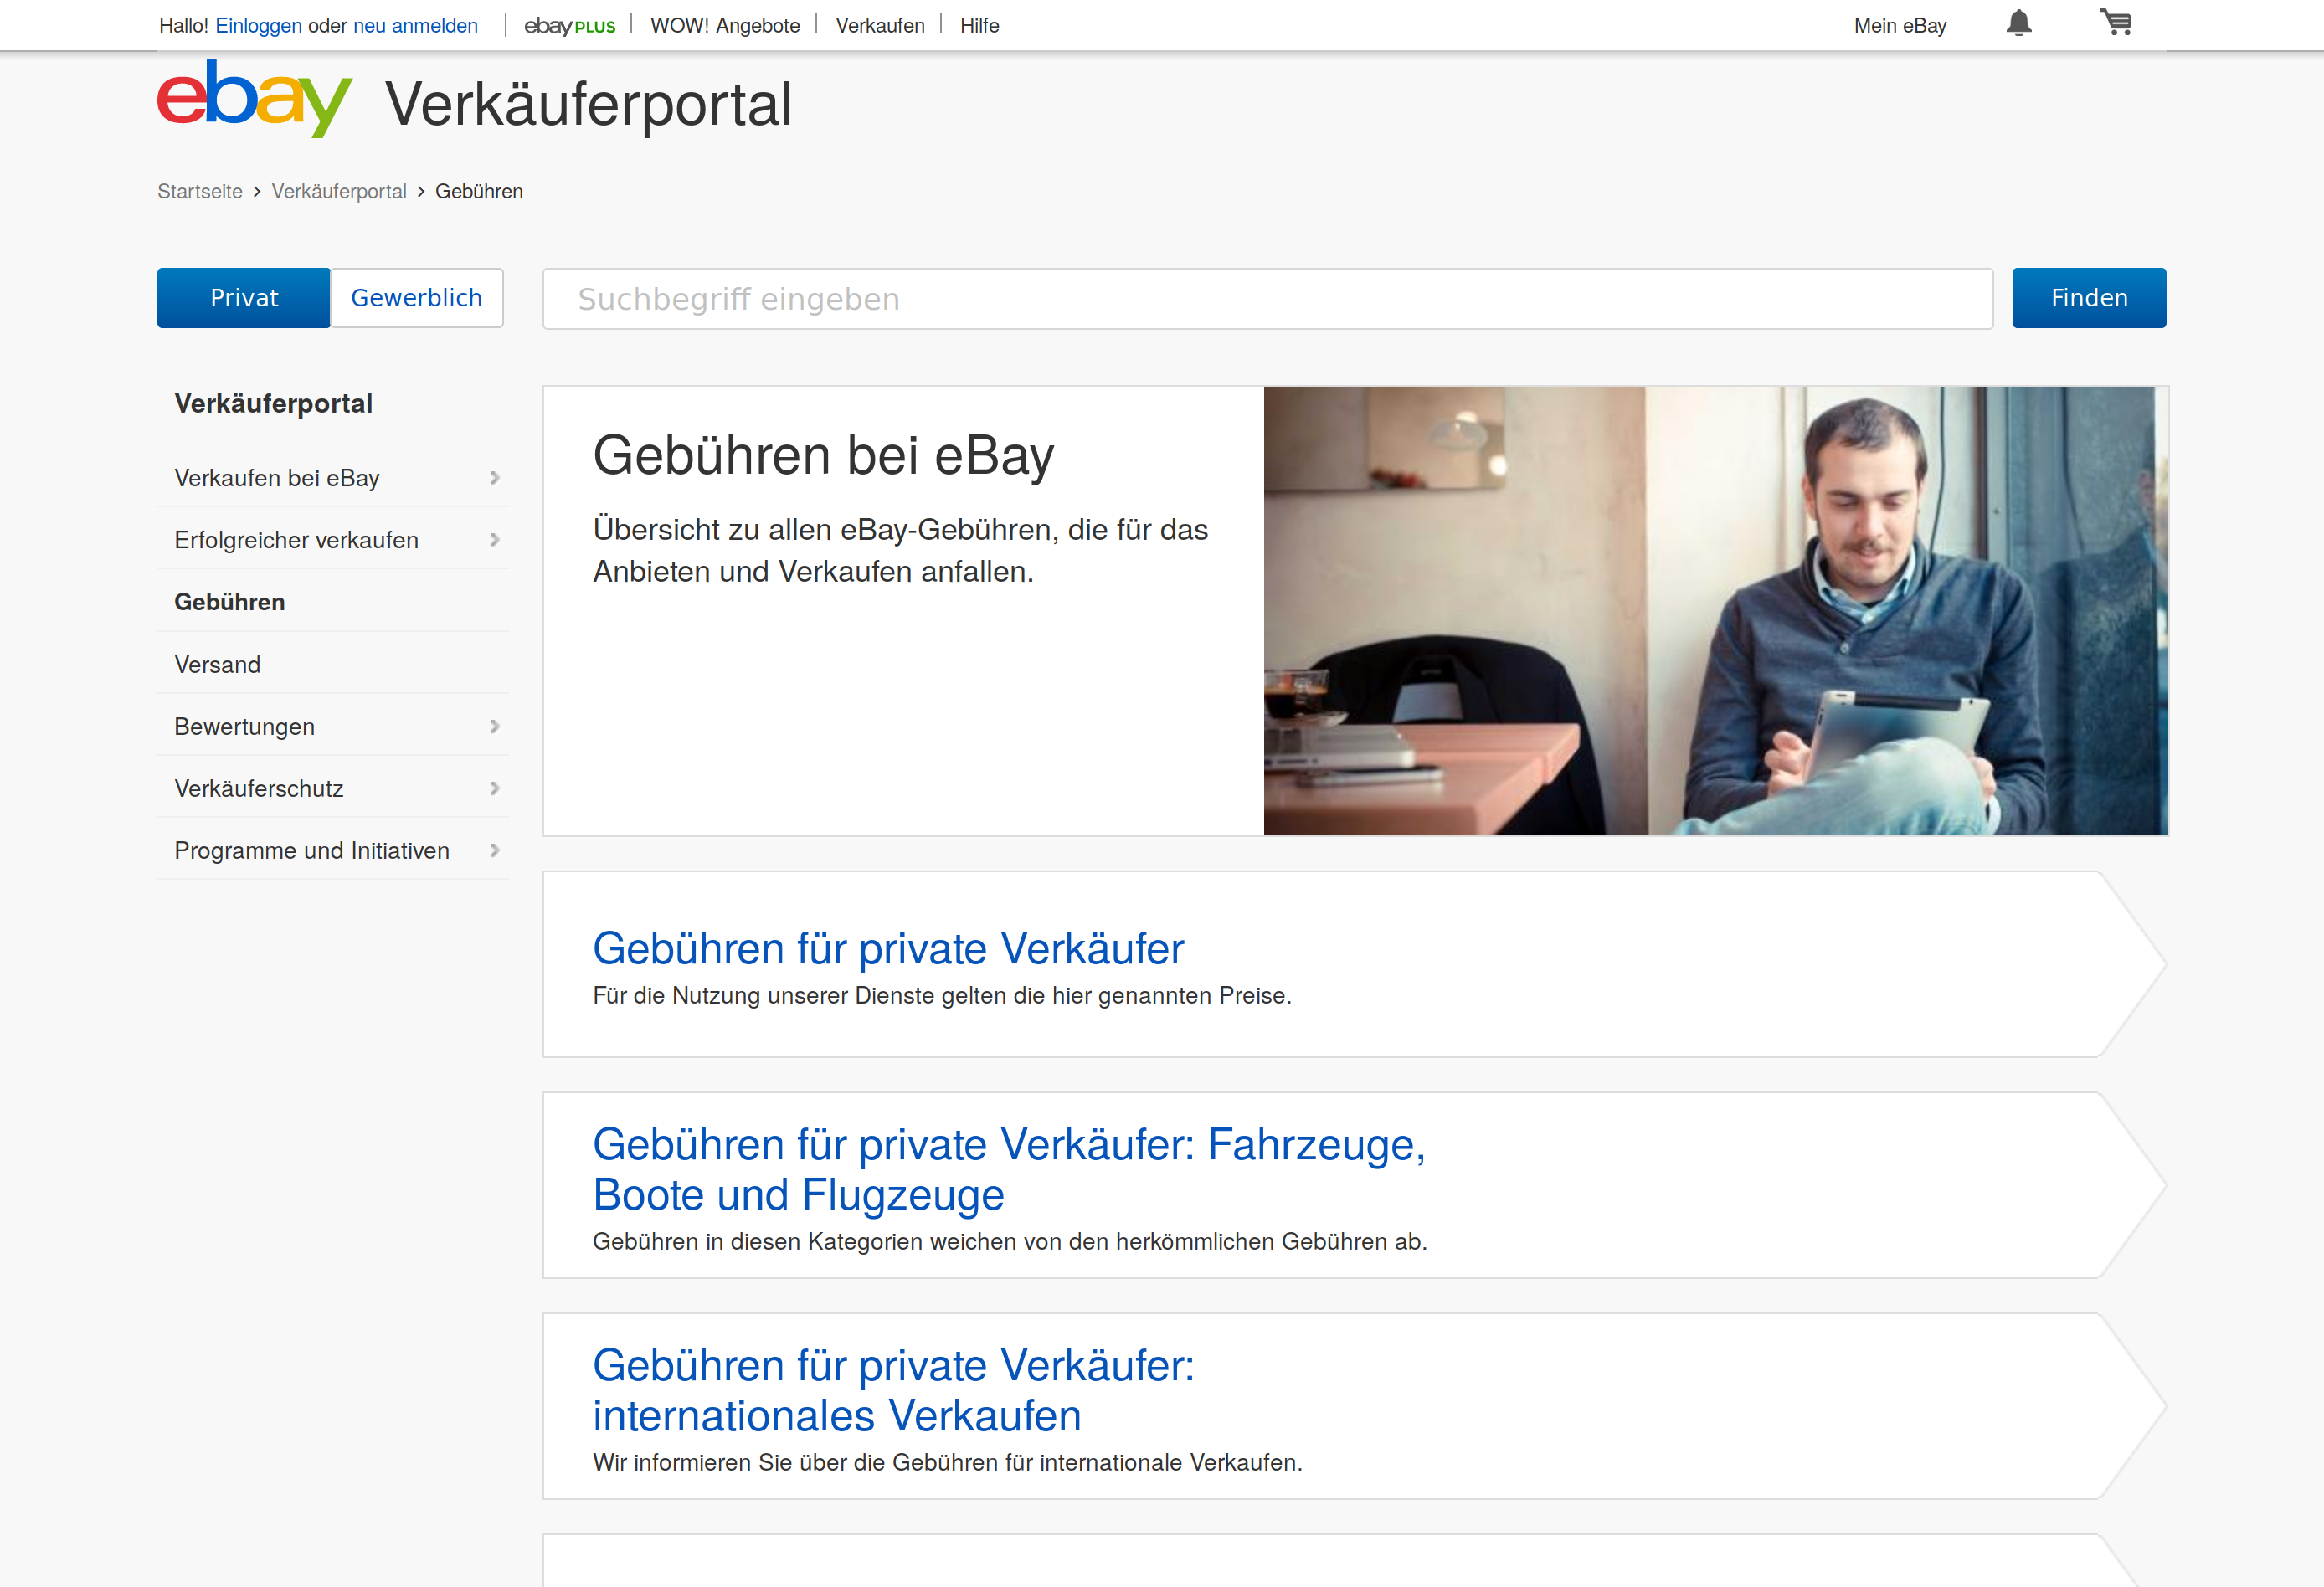 Hallo! Einloggen oder neu anmelden
ebay PLUS
WOW! Angebote
Verkaufen
Hilfe
Mein eBay
ebay Verkäuferportal
Startseite > Verkäuferportal > Gebühren
Privat
Gewerblich
Suchbegriff eingeben
Finden
Verkäuferportal
Verkaufen bei eBay
Erfolgreicher verkaufen
Gebühren
Versand
Bewertungen
Verkäuferschutz
Programme und Initiativen
Gebühren bei eBay
Übersicht zu allen eBay-Gebühren, die für das
Anbieten und Verkaufen anfallen.
Gebühren für private Verkäufer
Für die Nutzung unserer Dienste gelten die hier genannten Preise.
Gebühren für private Verkäufer: Fahrzeuge,
Boote und Flugzeuge
Gebühren in diesen Kategorien weichen von den herkömmlichen Gebühren ab.
Gebühren für private Verkäufer:
internationales Verkaufen
Wir informieren Sie über die Gebühren für internationale Verkaufen.